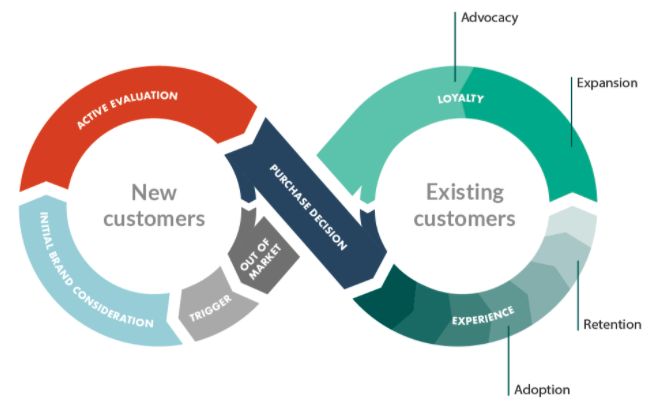 Advocacy
Expansion
ACTIVE EVALUATION
LOYALTY
New
customers
PURCHASE DECISION
Existing
customers
INITIAL BRAND CONSIDERATION
OUT OF
MARKET
TRIGGER
EXPERIENCE
Retention
Adoption